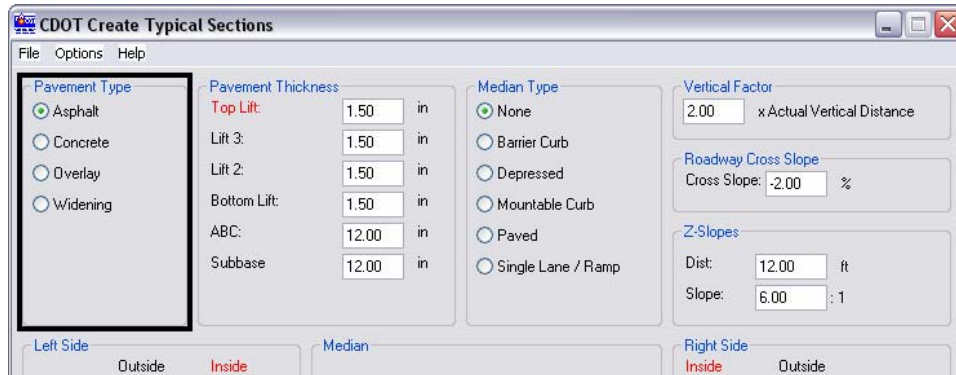 CDOT Create Typical Sections
File Options Help
Pavement Type
Asphalt
Concrete
Overlay
Widening
Pavement Thickness
Top Lift: 1.50 in
Lift 3: 1.50 in
Lift 2: 1.50 in
Bottom Lift: 1.50 in
ABC: 12.00 in
Subbase 12.00 in
Median Type
None
Barrier Curb
Depressed
Mountable Curb
Paved
Single Lane / Ramp
Vertical Factor
2.00 x Actual Vertical Distance
Roadway Cross Slope
Cross Slope: -2.00 %
Z-Slopes
Dist: 12.00 ft
Slope: 6.00 : 1
Left Side
Outside Inside
Median
Right Side
Inside Outside